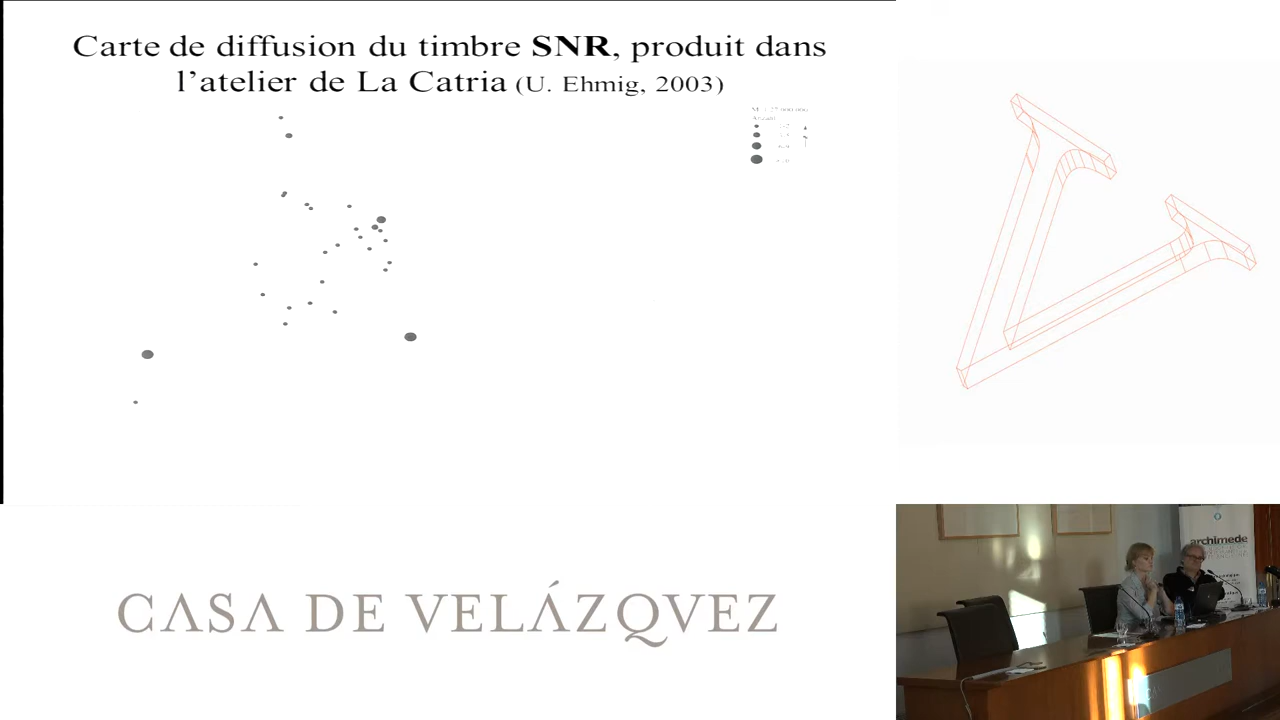 Carte de diffusion du timbre SNR, produit dans
l'atelier de La Catria (U. Ehmig, 2003)
CASA DE VELÁZQVEZ
archimede